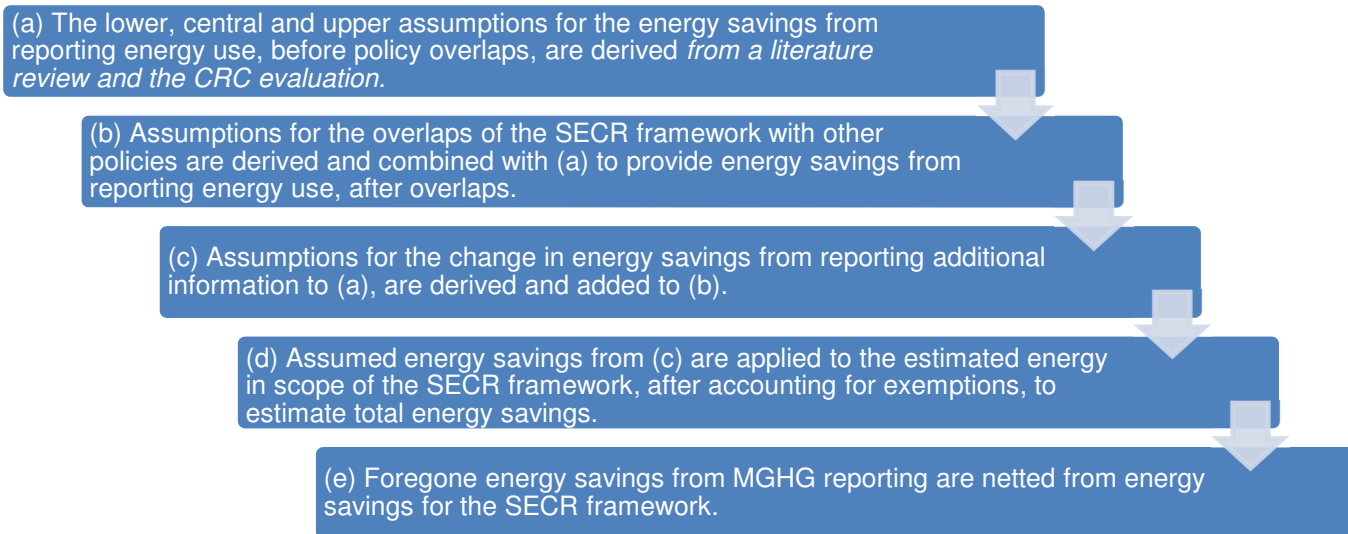 (a) The lower, central and upper assumptions for the energy savings from
reporting energy use, before policy overlaps, are derived from a literature
review and the CRC evaluation.
(b) Assumptions for the overlaps of the SECR framework with other
policies are derived and combined with (a) to provide energy savings from
reporting energy use, after overlaps.
(c) Assumptions for the change in energy savings from reporting additional
information to (a), are derived and added to (b).
(d) Assumed energy savings from (c) are applied to the estimated energy
in scope of the SECR framework, after accounting for exemptions, to
estimate total energy savings.
(e) Foregone energy savings from MGHG reporting are netted from energy
savings for the SECR framework.